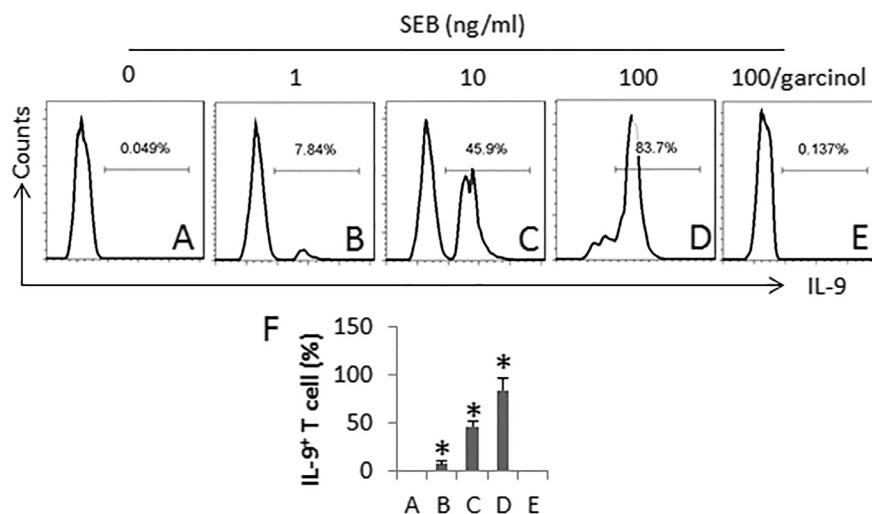 SEB (ng/ml)
0 1 10 100 100/garcinol
Counts
0.049% 7.84% 45.9% 83.7% 0.137%
A B C D E
IL-9
F
IL-9⁺ T cell (%)
150
100
50
0
* * *
A B C D E